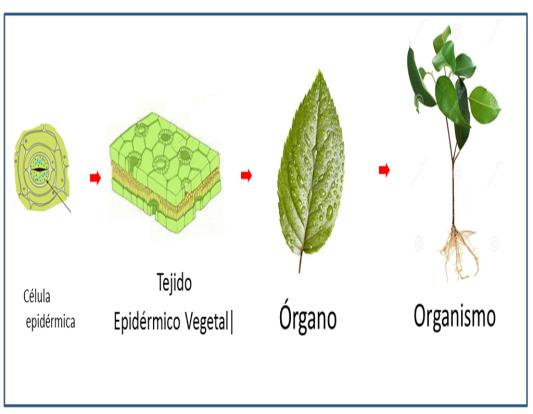 Célula
epidérmica
Tejido
Epidérmico Vegetal|
Órgano
Organismo